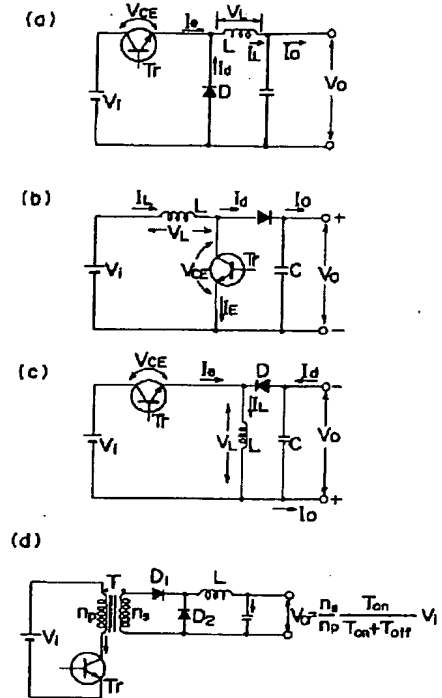 (a)
VCE
Tr
Ie
VL
L
IL
Io
Id
D
Vi
Vo
(b)
IL
L
Id
Io
+
VL
VCE
Tr
C
Vi
IE
Vo
-
(c)
VCE
Tr
Ie
D
Id
-
IL
VL
L
C
Vi
Vo
+
Io
(d)
T
D1
L
np
ns
D2
Vi
Tr
Vo = ns/np Ton/(Ton+Toff) Vi